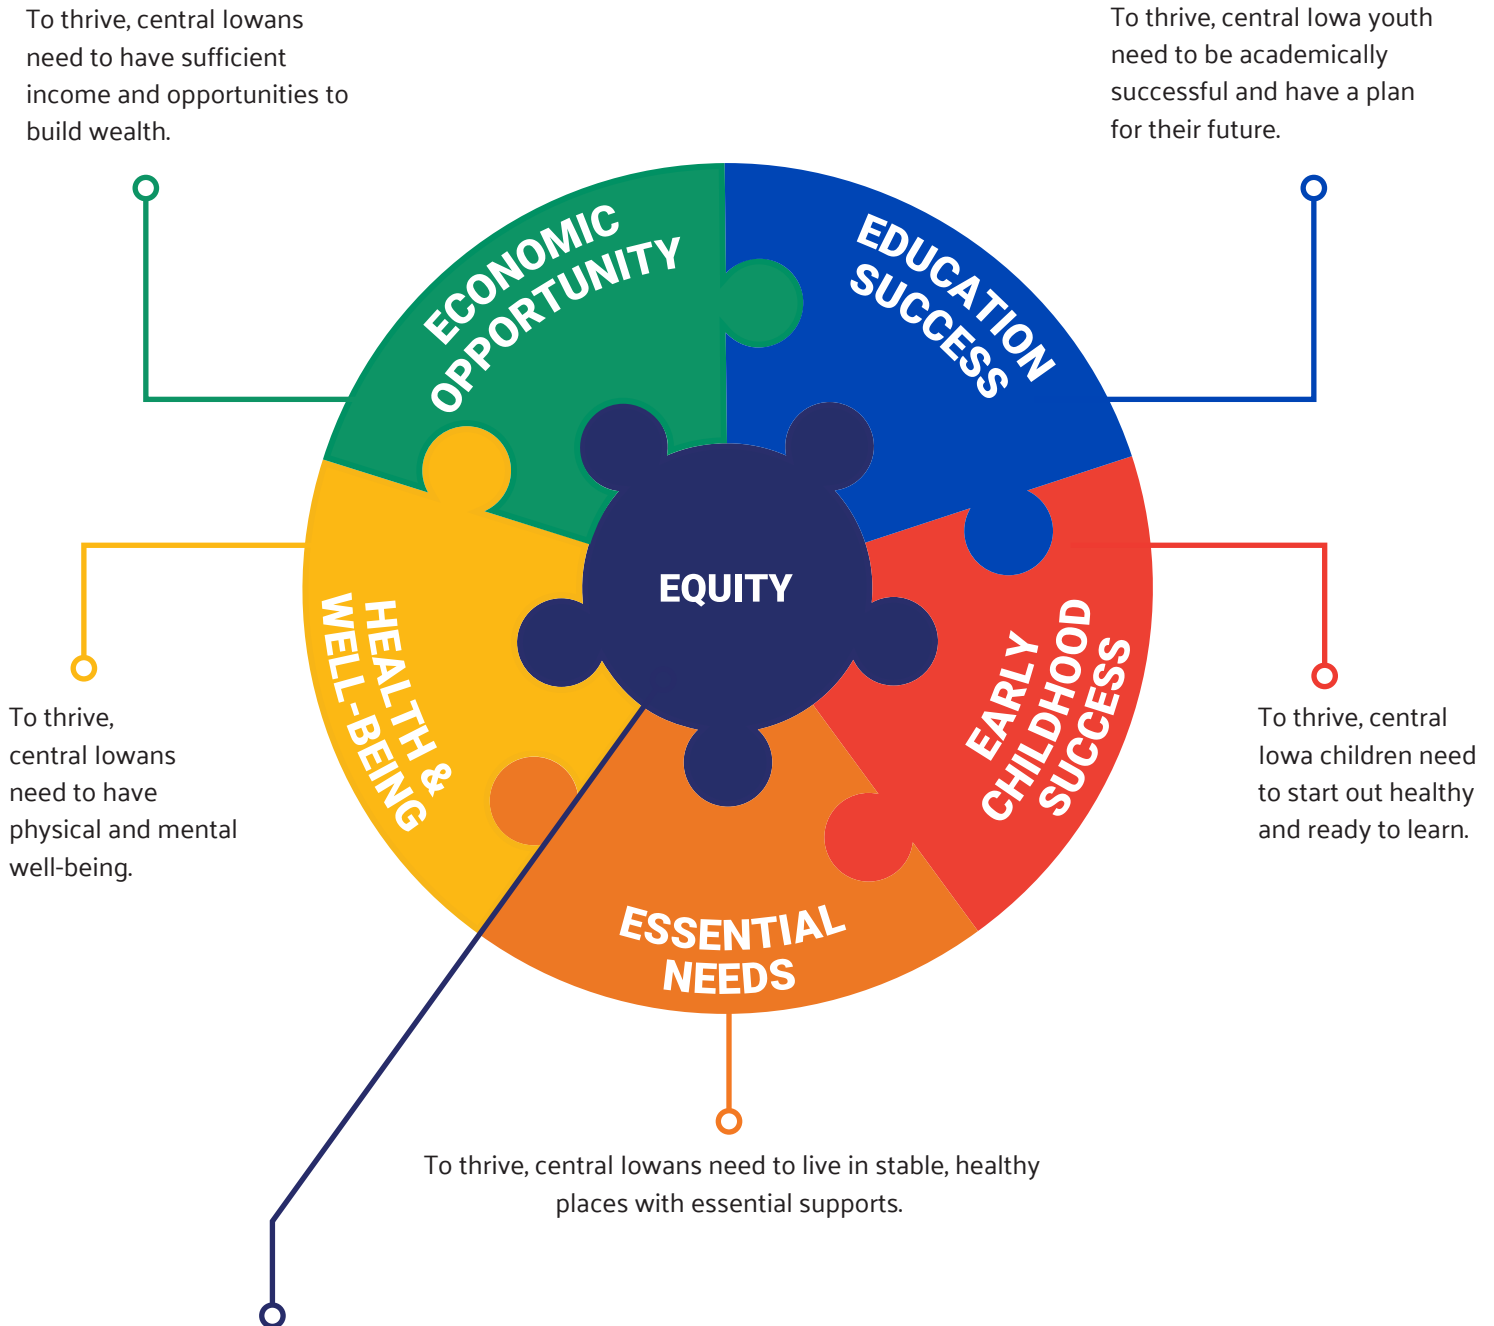 To thrive, central Iowans
need to have sufficient
income and opportunities to
build wealth.
To thrive, central Iowa youth
need to be academically
successful and have a plan
for their future.
ECONOMIC
OPPORTUNITY
EDUCATION
SUCCESS
EQUITY
HEALTH &
WELL-BEING
EARLY
CHILDHOOD
SUCCESS
ESSENTIAL
NEEDS
To thrive,
central Iowans
need to have
physical and mental
well-being.
To thrive, central
Iowa children need
to start out healthy
and ready to learn.
To thrive, central Iowans need to live in stable, healthy
places with essential supports.